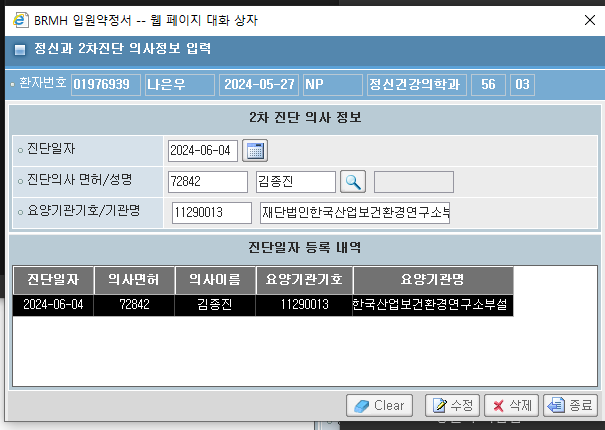 BRMH 입원약정서 -- 웹 페이지 대화 상자
정신과 2차진단 의사정보 입력
환자번호 01976939 나은우 2024-05-27 NP 정신건강의학과 56 03
2차 진단 의사 정보
진단일자 2024-06-04
진단의사 면허/성명 72842 김종진
요양기관기호/기관명 11290013 재단법인한국산업보건환경연구소부
진단일자 등록 내역
진단일자 의사면허 의사이름 요양기관기호 요양기관명
2024-06-04 72842 김종진 11290013 한국산업보건환경연구소부설
Clear 수정 삭제 종료